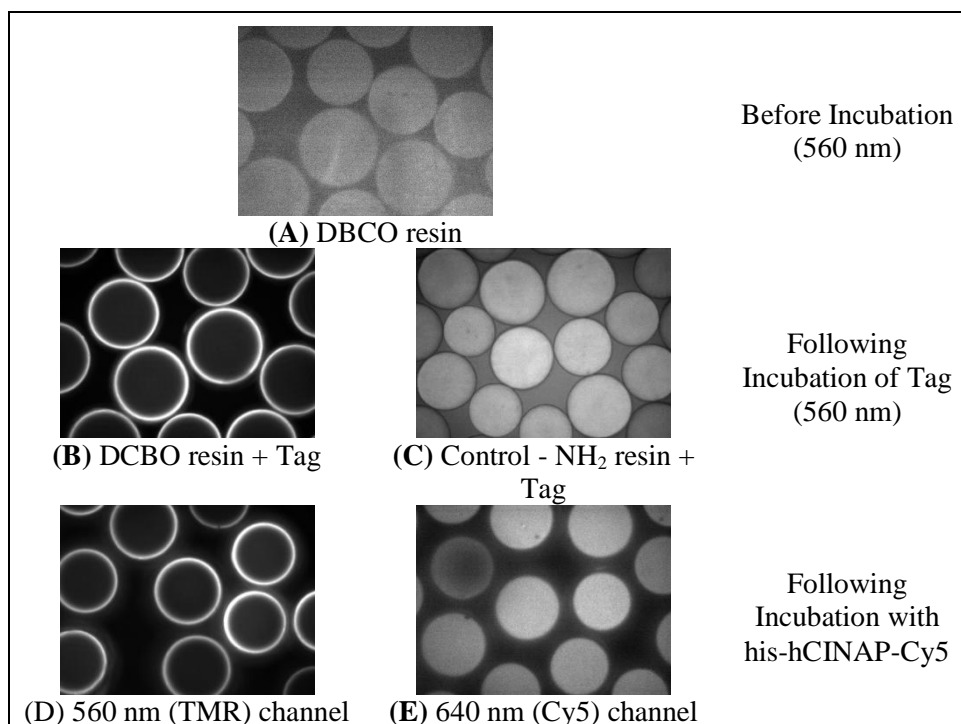 Before Incubation
(560 nm)
(A) DBCO resin
Following
Incubation of Tag
(560 nm)
(B) DCBO resin + Tag
(C) Control - NH₂ resin +
Tag
Following
Incubation with
his-hCINAP-Cy5
(D) 560 nm (TMR) channel
(E) 640 nm (Cy5) channel